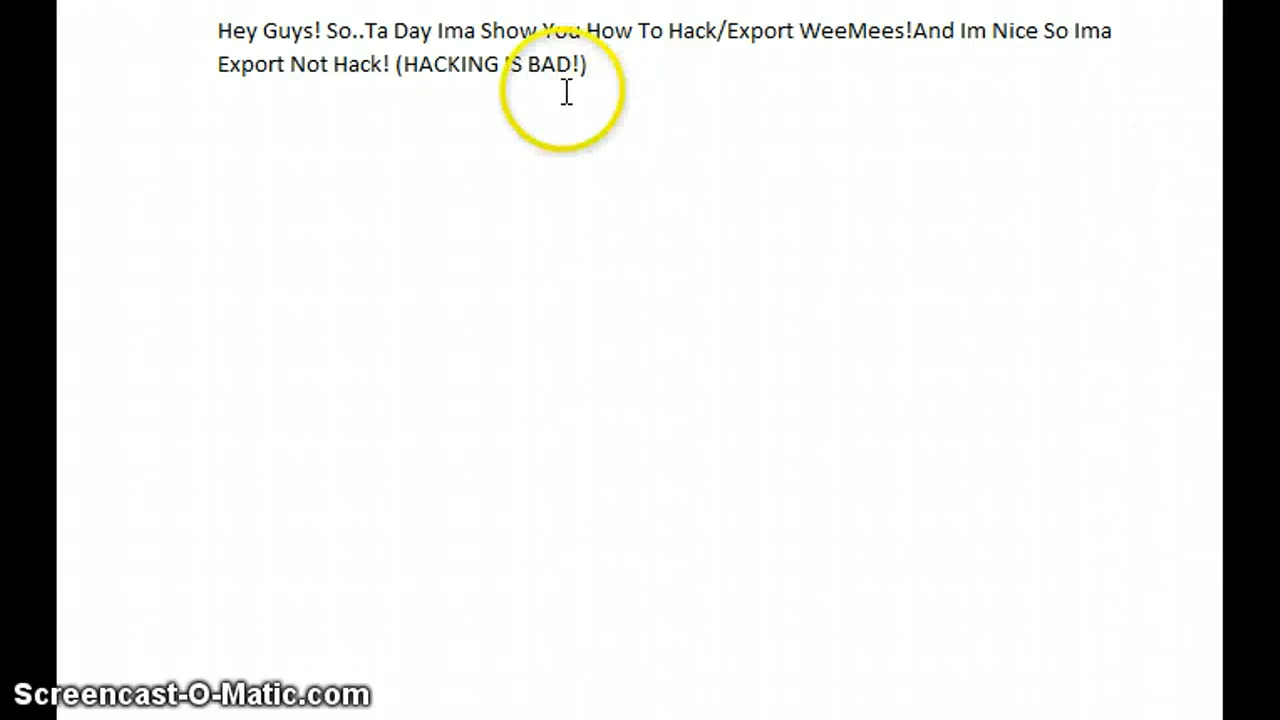 Hey Guys! So..Ta Day Ima Show You How To Hack/Export WeeMees!And Im Nice So Ima
Export Not Hack! (HACKING IS BAD!)
Screencast-O-Matic.com